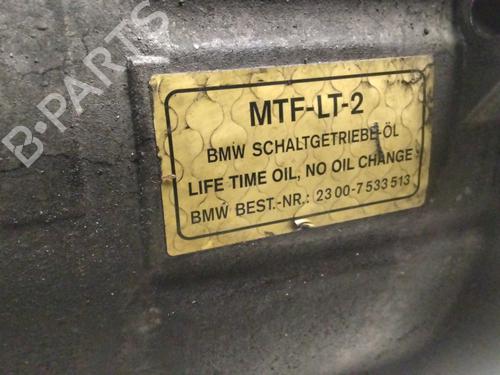 B-PARTS
MTF-LT-2
BMW SCHALTGETRIEBE-ÖL
LIFE TIME OIL, NO OIL CHANGE
BMW BEST.-NR.: 23 00-7 533 513